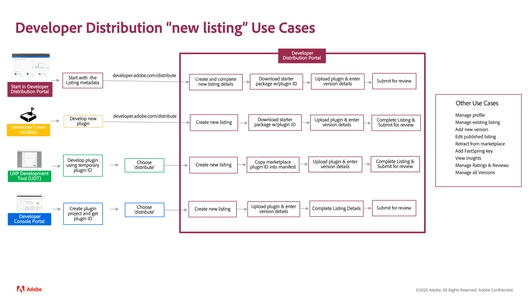 Developer Distribution “new listing” Use Cases
Developer
Distribution Portal
Start in Developer
Distribution Portal
Start with the
Listing metadata
developer.adobe.com/distribute
Create and complete
new listing details
Download starter
package w/plugin ID
Upload plugin & enter
version details
Submit for review
Developer's own
workflow
Develop new
plugin
developer.adobe.com/distribute
Create new listing
Download starter
package w/plugin ID
Upload plugin & enter
version details
Complete Listing &
Submit for review
UXP Development
Tool (UDT)
Develop plugin
using temporary
plugin ID
Choose
'distribute'
Create new listing
Copy marketplace
plugin ID into manifest
Upload plugin & enter
version details
Complete Listing &
Submit for review
Developer
Console Portal
Create plugin
project and get
plugin ID
Choose
'distribute'
Create new listing
Upload plugin & enter
version details
Complete Listing Details
Submit for review
Other Use Cases
Manage profile
Manage existing listing
Add new version
Edit published listing
Retract from marketplace
Add FastSpring key
View Insights
Manage Ratings & Reviews
Manage all Versions
Adobe
©2020 Adobe. All Rights Reserved. Adobe Confidential.